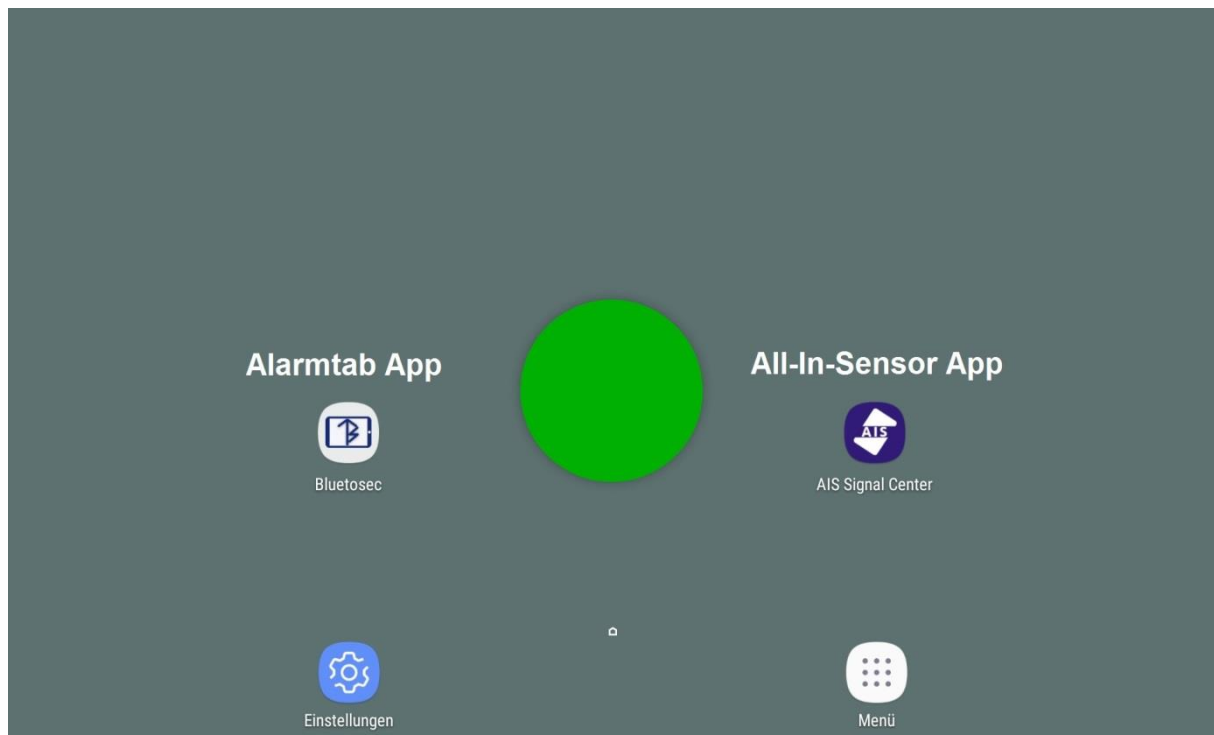 Alarmtab App
All-In-Sensor App
AIS
Bluetosec
AIS Signal Center
Einstellungen
Menü